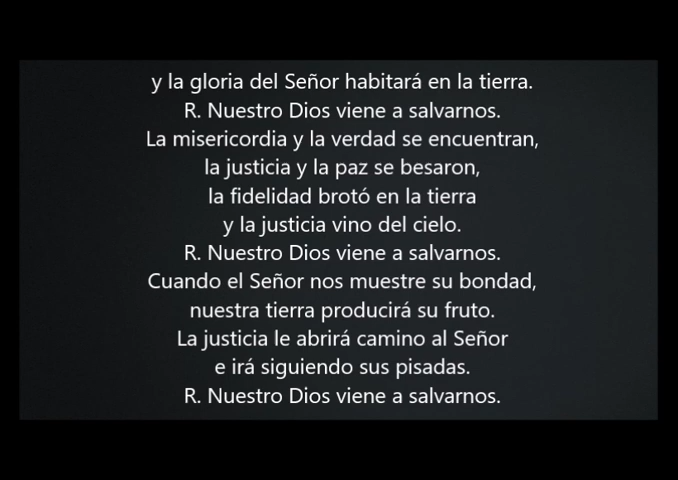 y la gloria del Señor habitará en la tierra.
R. Nuestro Dios viene a salvarnos.
La misericordia y la verdad se encuentran,
la justicia y la paz se besaron,
la fidelidad brotó en la tierra
y la justicia vino del cielo.
R. Nuestro Dios viene a salvarnos.
Cuando el Señor nos muestre su bondad,
nuestra tierra producirá su fruto.
La justicia le abrirá camino al Señor
e irá siguiendo sus pisadas.
R. Nuestro Dios viene a salvarnos.